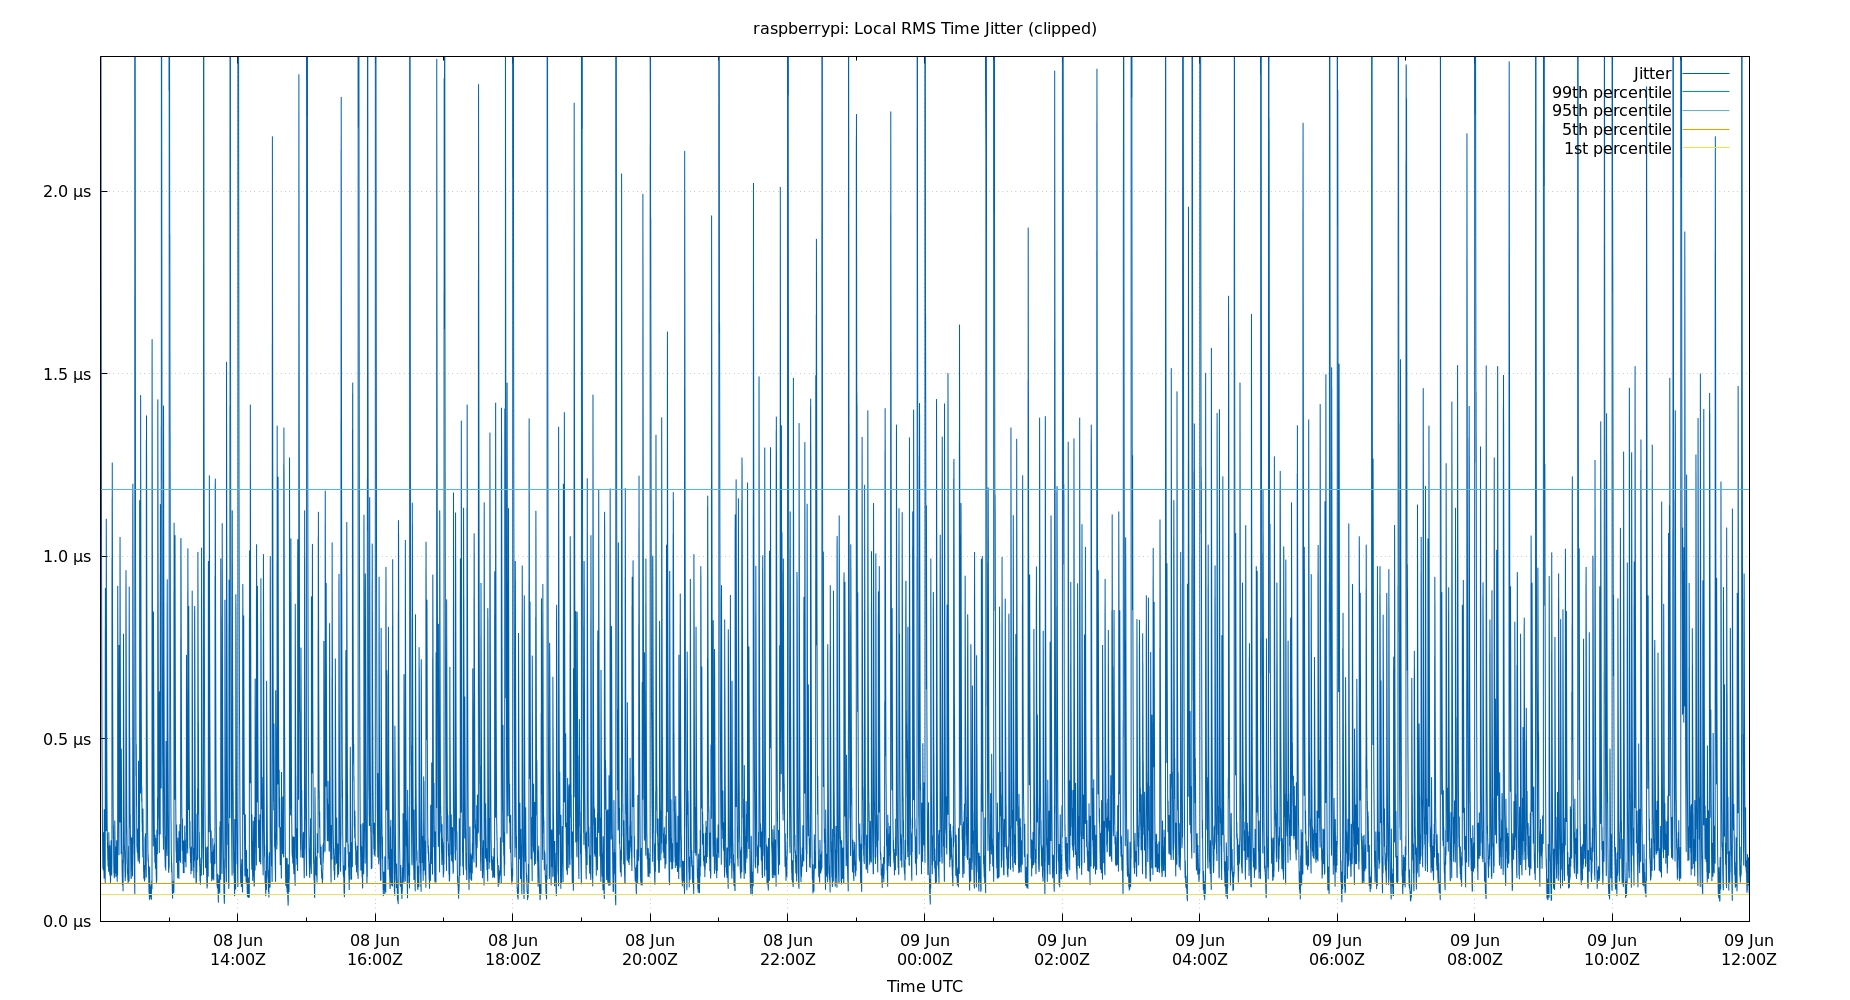 raspberrypi: Local RMS Time Jitter (clipped)
Jitter
99th percentile
95th percentile
5th percentile
1st percentile
2.0 µs
1.5 µs
1.0 µs
0.5 µs
0.0 µs
08 Jun 08 Jun 08 Jun 08 Jun 08 Jun 09 Jun 09 Jun 09 Jun 09 Jun 09 Jun 09 Jun 09 Jun
14:00Z 16:00Z 18:00Z 20:00Z 22:00Z 00:00Z 02:00Z 04:00Z 06:00Z 08:00Z 10:00Z 12:00Z
Time UTC